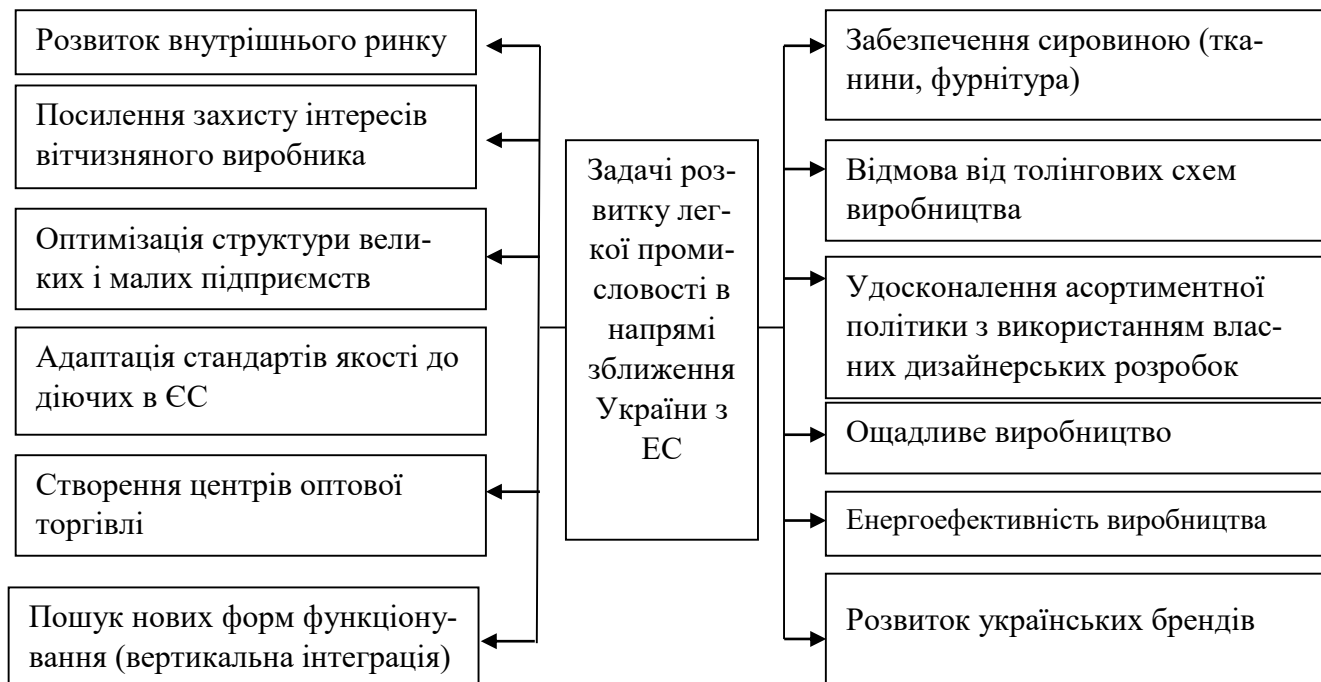 Розвиток внутрішнього ринку
Посилення захисту інтересів
вітчизняного виробника
Оптимізація структури вели-
ких і малих підприємств
Адаптація стандартів якості до
діючих в ЄС
Створення центрів оптової
торгівлі
Пошук нових форм функціону-
вання (вертикальна інтеграція)
Задачі роз-
витку лег-
кої проми-
словості в
напрямі
зближення
України з
ЕС
Забезпечення сировиною (тка-
нини, фурнітура)
Відмова від толінгових схем
виробництва
Удосконалення асортиментної
політики з використанням влас-
них дизайнерських розробок
Ощадливе виробництво
Енергоефективність виробництва
Розвиток українських брендів